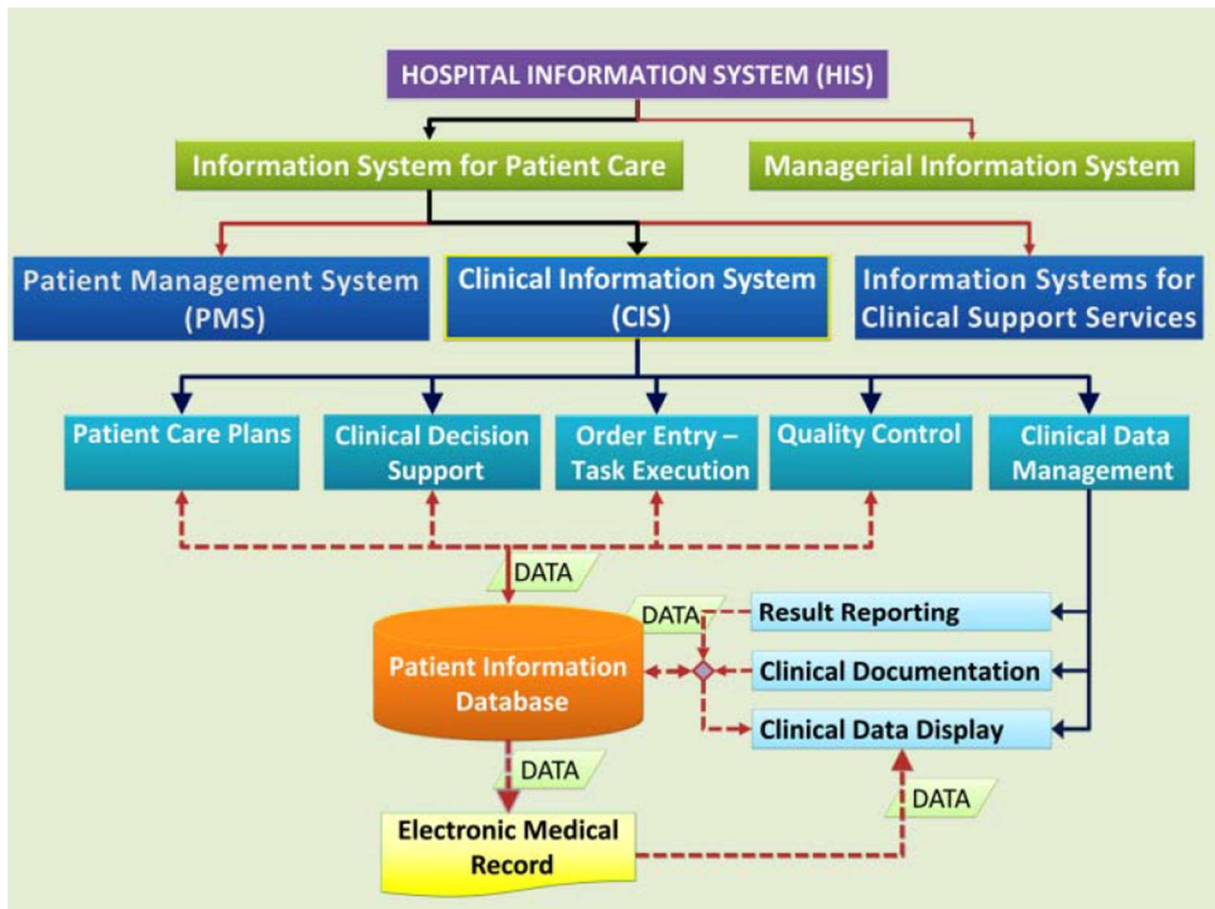 HOSPITAL INFORMATION SYSTEM (HIS)
Information System for Patient Care
Managerial Information System
Patient Management System
(PMS)
Clinical Information System
(CIS)
Information Systems for
Clinical Support Services
Patient Care Plans
Clinical Decision
Support
Order Entry –
Task Execution
Quality Control
Clinical Data
Management
DATA
DATA
Result Reporting
Patient Information
Database
Clinical Documentation
Clinical Data Display
DATA
DATA
Electronic Medical
Record